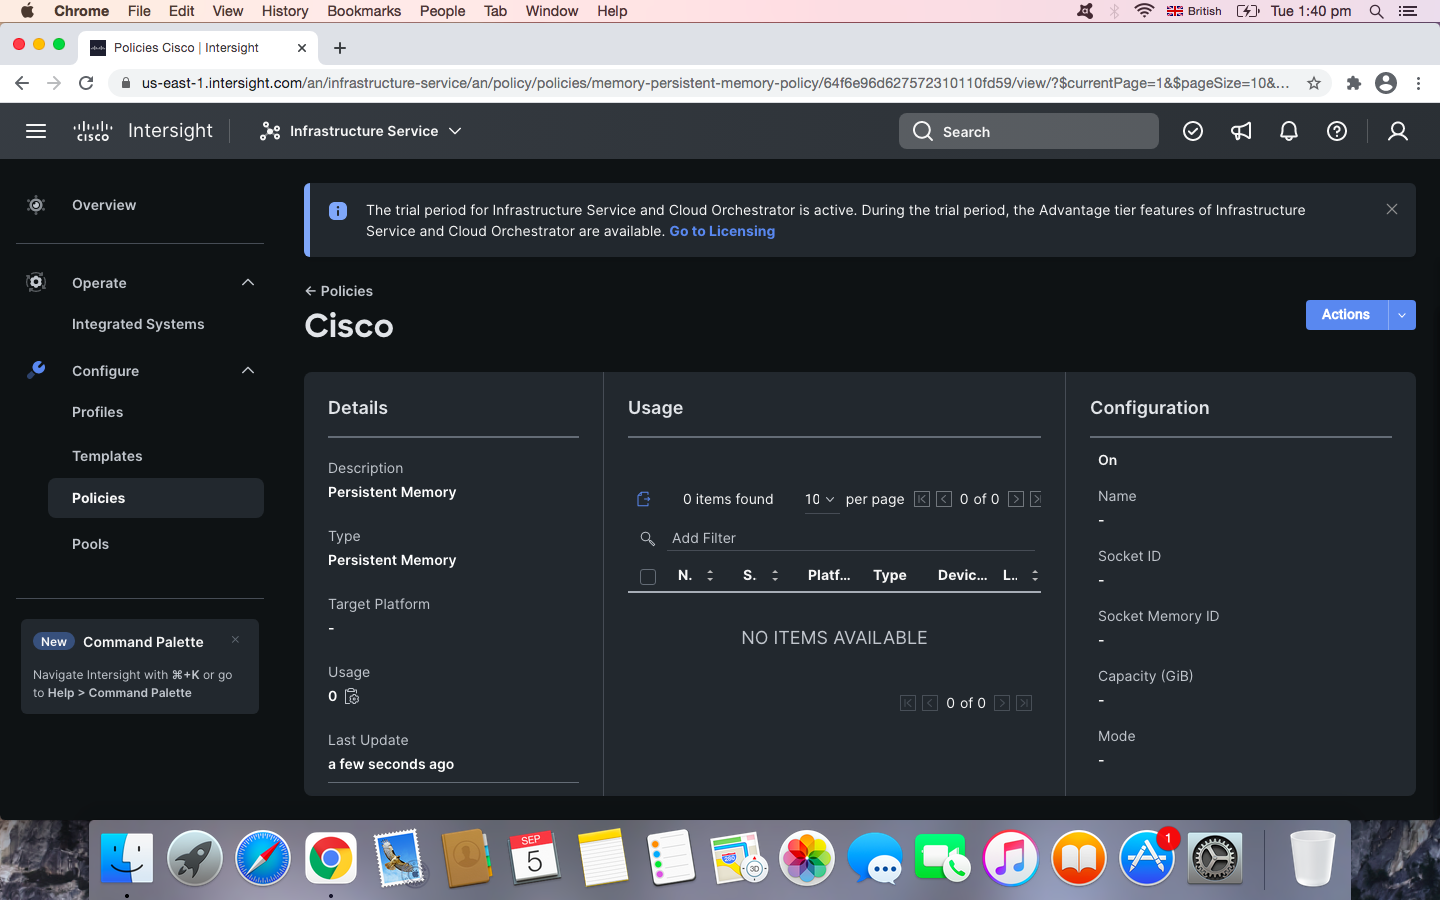 Chrome File Edit View History Bookmarks People Tab Window Help British Tue 1:40 pm
Policies Cisco | Intersight
us-east-1.intersight.com/an/infrastructure-service/an/policy/policies/memory-persistent-memory-policy/64f6e96d627572310110fd59/view/?$currentPage=1&$pageSize=10&...
CISCO Intersight Infrastructure Service Search
Overview
Operate
Integrated Systems
Configure
Profiles
Templates
Policies
Pools
New Command Palette
Navigate Intersight with ⌘+K or go
to Help > Command Palette
The trial period for Infrastructure Service and Cloud Orchestrator is active. During the trial period, the Advantage tier features of Infrastructure
Service and Cloud Orchestrator are available. Go to Licensing
← Policies
Cisco
Actions
Details
Description
Persistent Memory
Type
Persistent Memory
Target Platform
-
Usage
0
Last Update
a few seconds ago
Usage
0 items found 10 per page 0 of 0
Add Filter
N. S. Platf... Type Devic... L..
NO ITEMS AVAILABLE
0 of 0
Configuration
On
Name
-
Socket ID
-
Socket Memory ID
-
Capacity (GiB)
-
Mode
-
SEP
5
280
3D
1